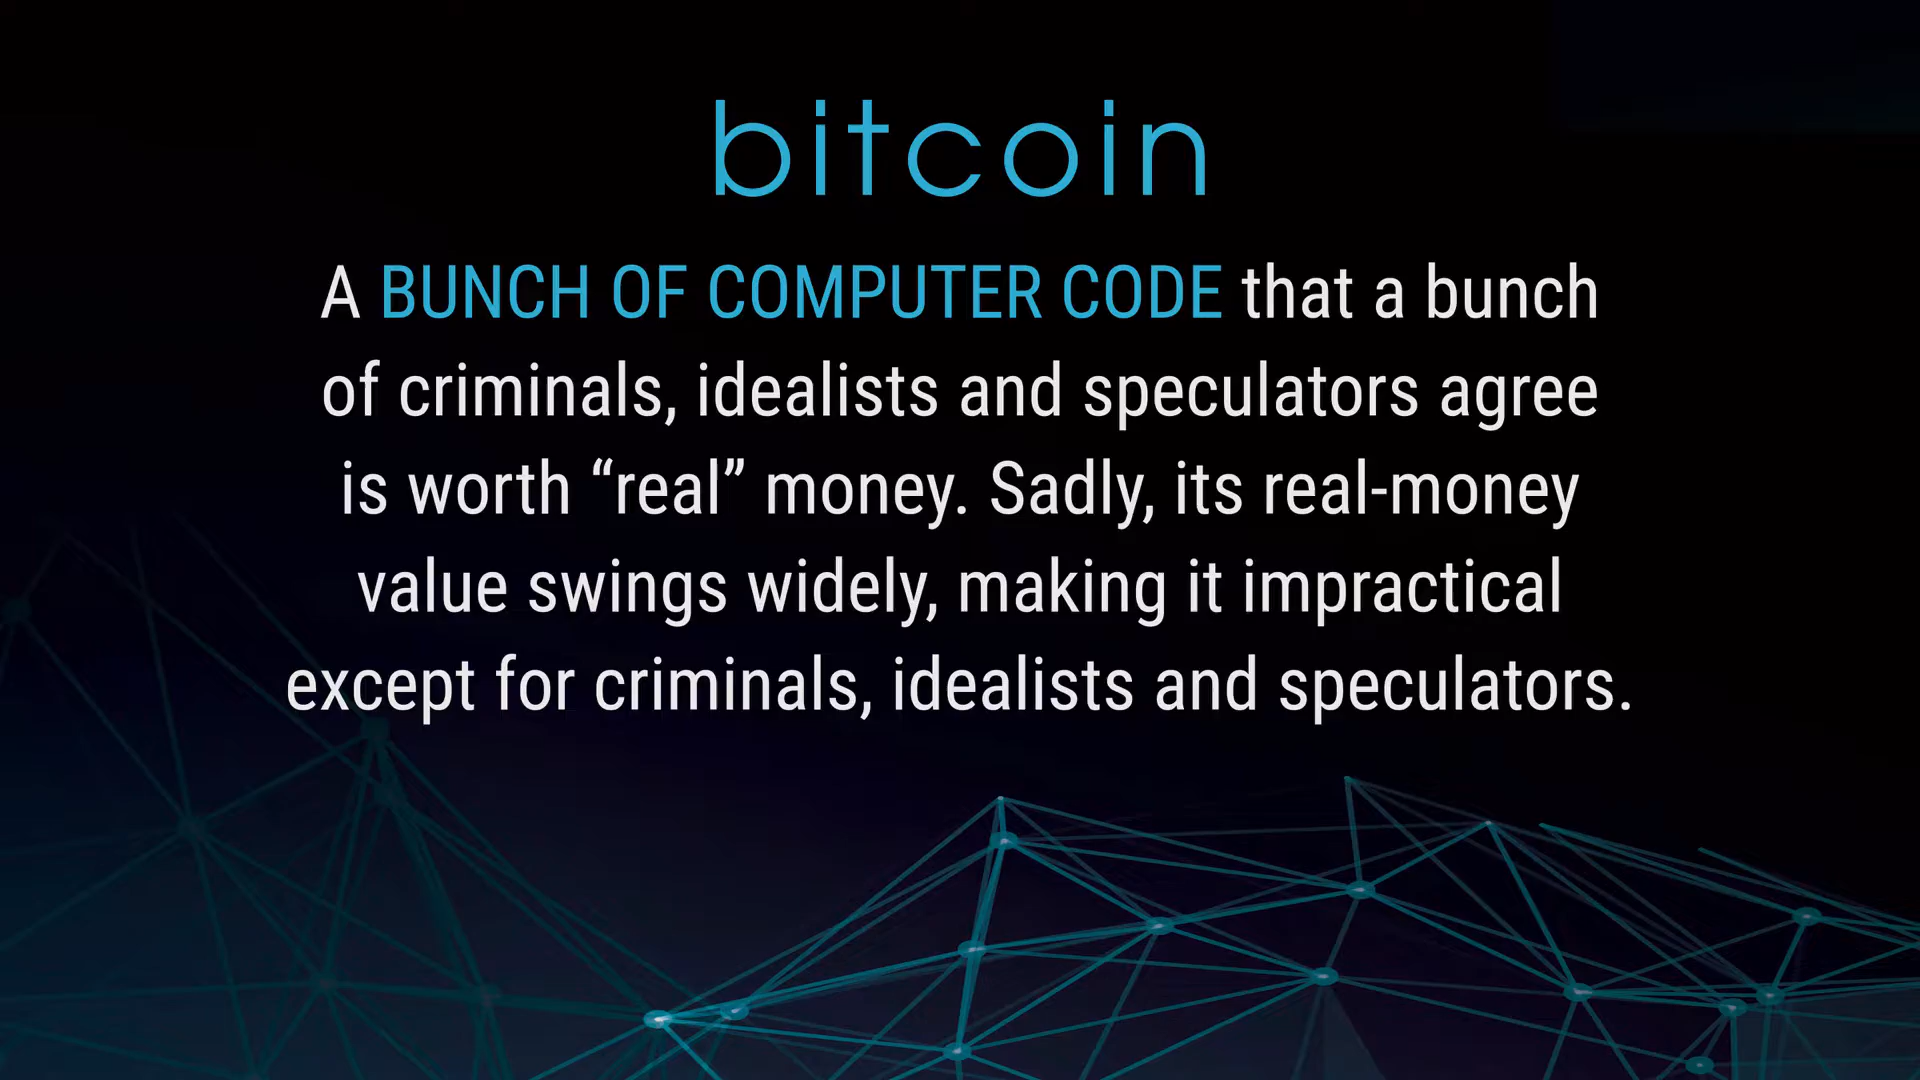 bitcoin
A BUNCH OF COMPUTER CODE that a bunch
of criminals, idealists and speculators agree
is worth “real” money. Sadly, its real-money
value swings widely, making it impractical
except for criminals, idealists and speculators.